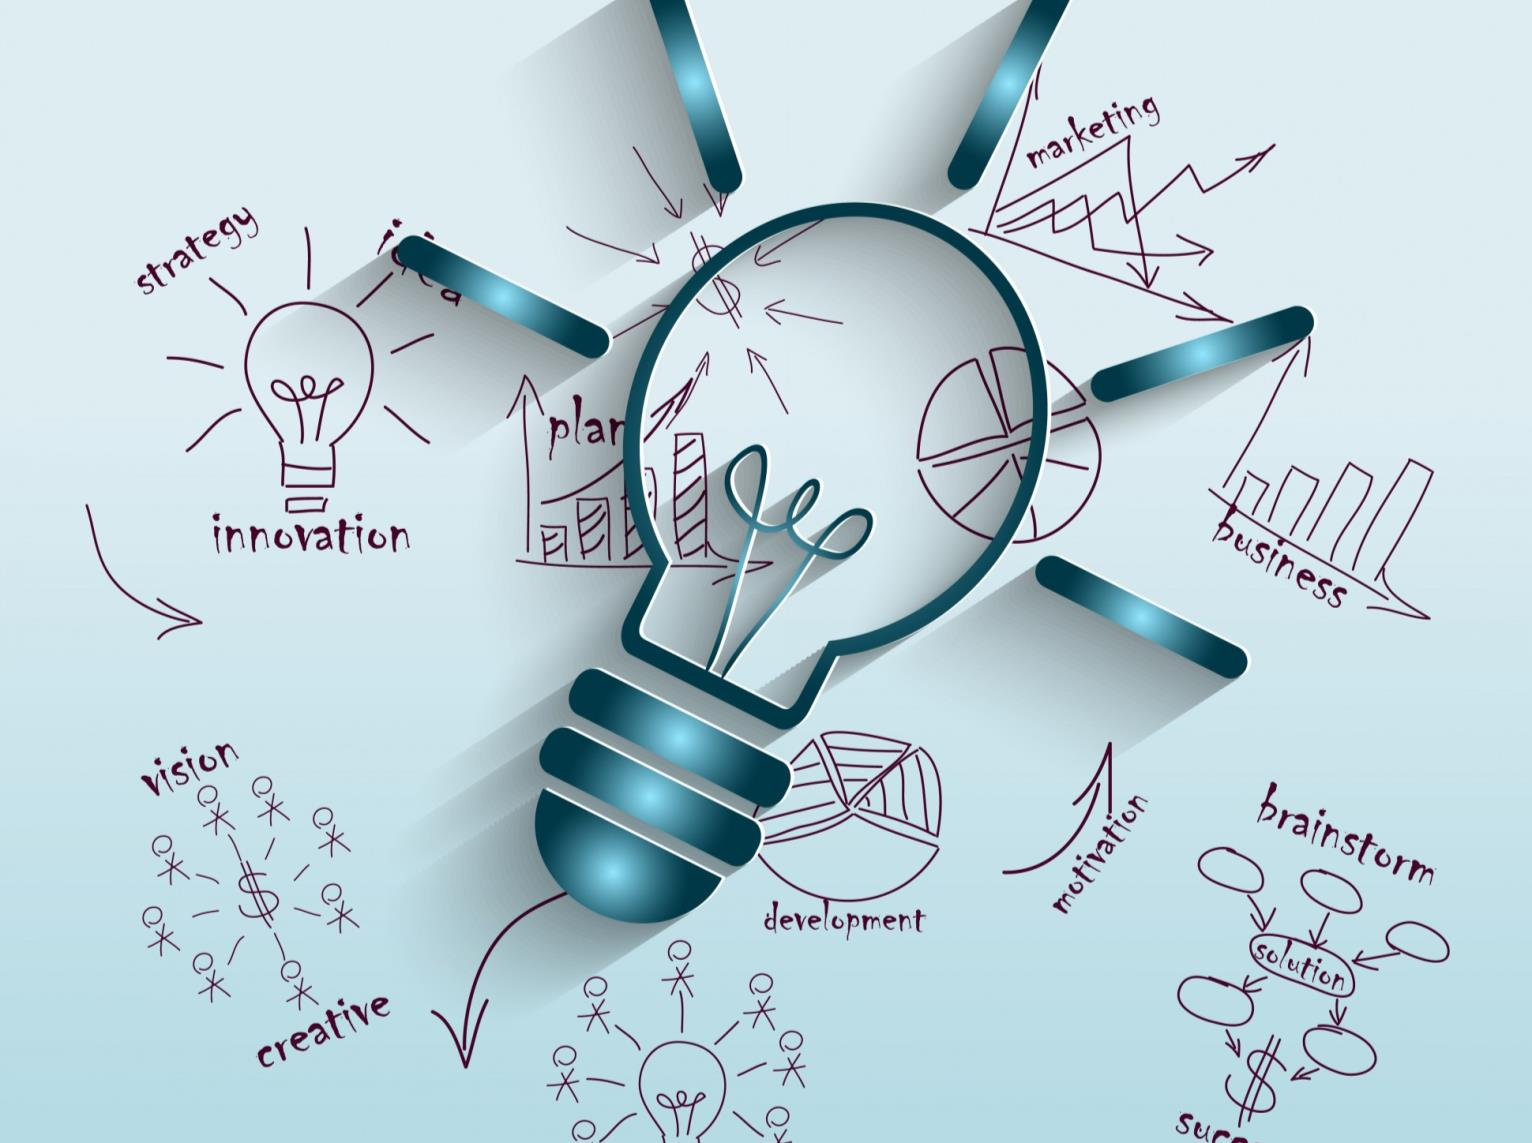 marketing
strategy
plan
innovation
business
vision
motivation
brainstorm
development
solution
creative